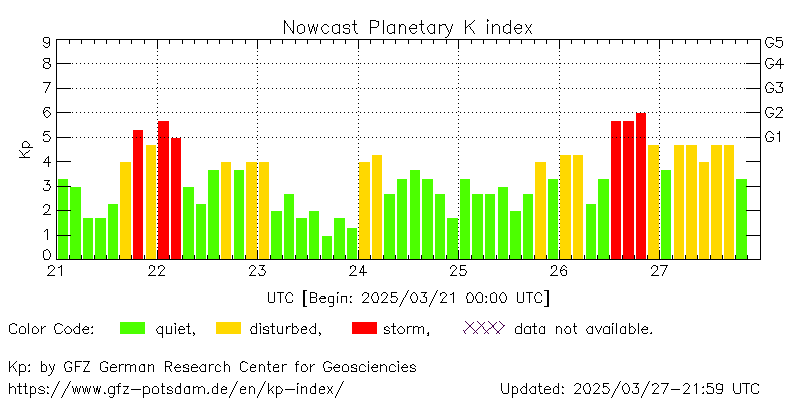 Nowcast Planetary K index
9 G5
8 G4
7 G3
6 G2
5 G1
4
3
2
1
0
Kp
21 22 23 24 25 26 27
UTC [Begin: 2025/03/21 00:00 UTC]
Color Code: quiet, disturbed, storm, data not available.
Kp: by GFZ German Research Center for Geosciencies
https://www.gfz-potsdam.de/en/kp-index/ Updated: 2025/03/27-21:59 UTC